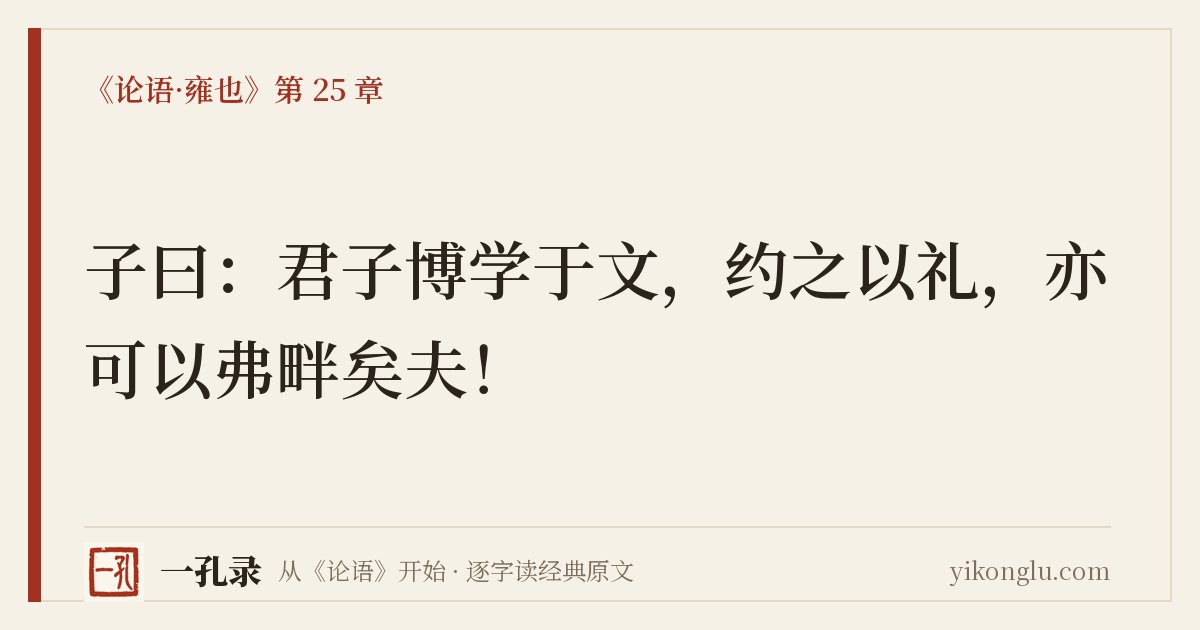 《论语·雍也》第 25 章
子曰：君子博学于文，约之以礼，亦
可以弗畔矣夫！
一孔
一孔录 从《论语》开始 · 逐字读经典原文 yikonglu.com